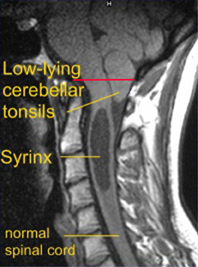 H
Low-lying
cerebellar
tonsils
Syrinx
normal
spinal cord